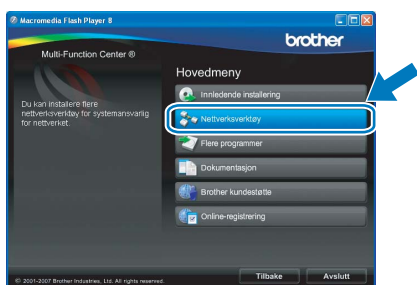 Macromedia Flash Player 8
brother
Multi-Function Center ®
Hovedmeny
Du kan installere flere
nettverksverktøy for systemansvarlig
for nettverket.
Innledende installering
Nettverksverktøy
Flere programmer
Dokumentasjon
Brother kundestøtte
Online-registrering
© 2001-2007 Brother Industries, Ltd. All rights reserved.
Tilbake
Avslutt